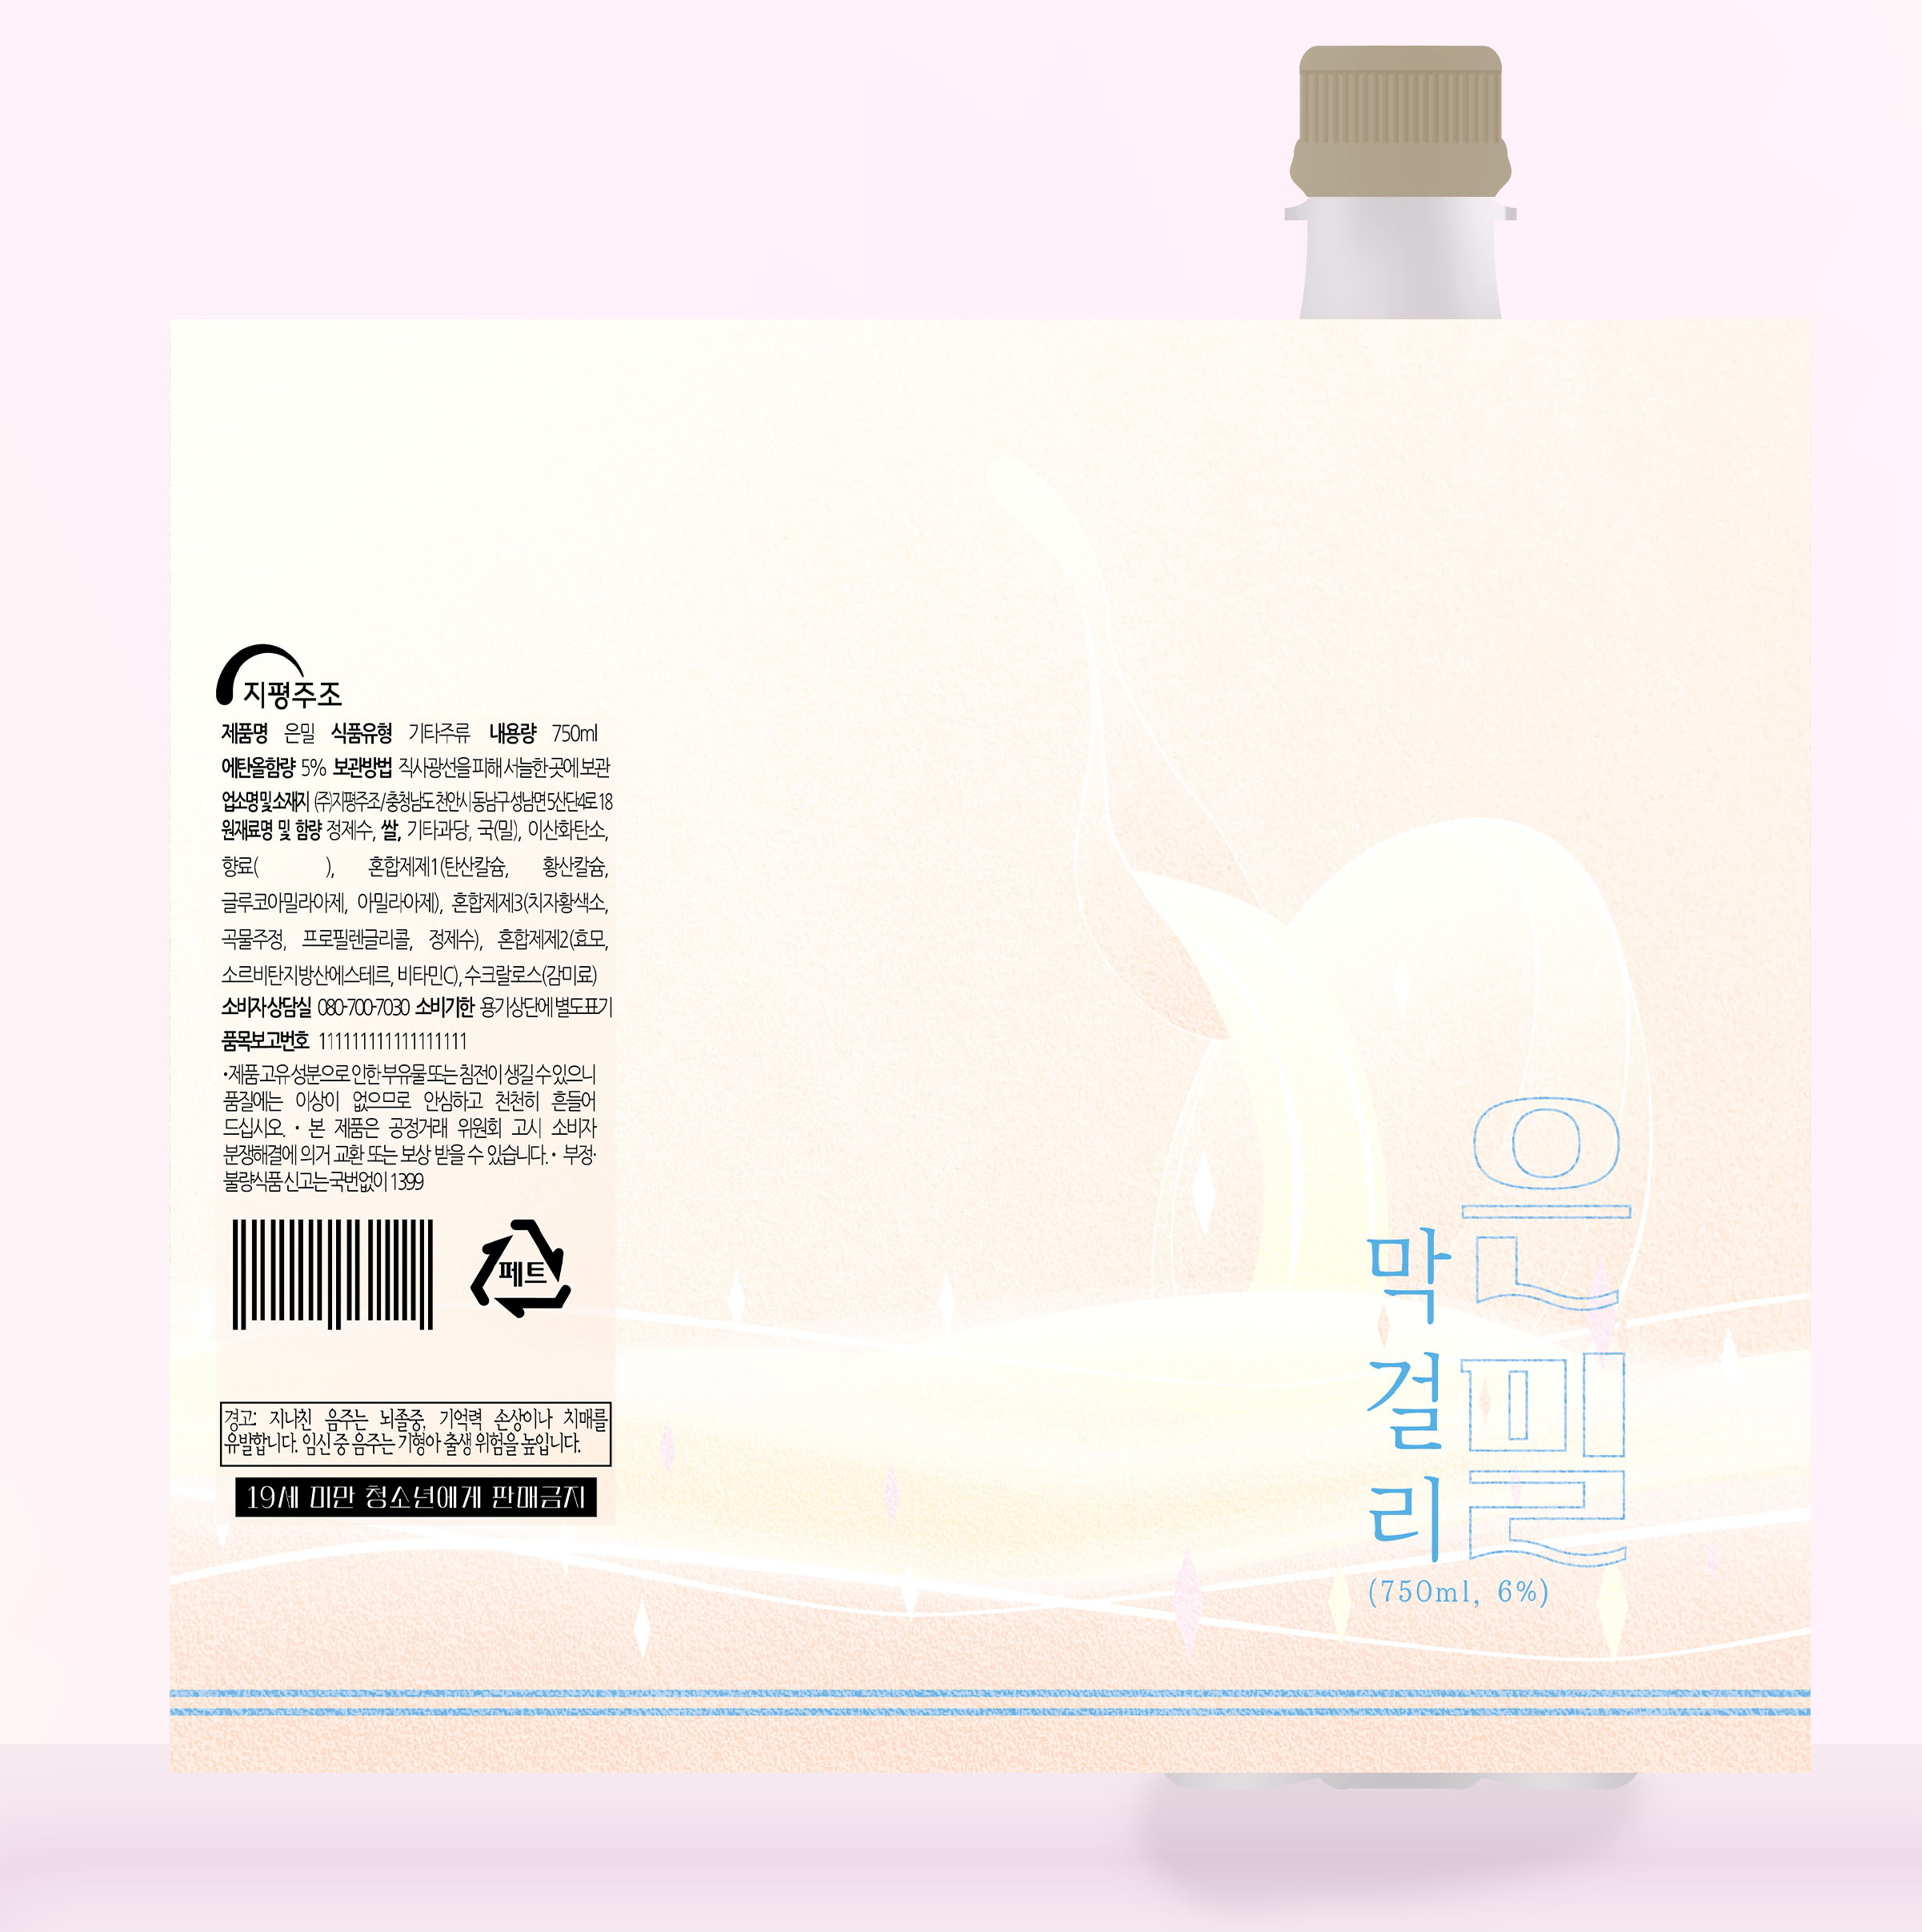 지평주조
제품명 은밀 식품유형 기타주류 내용량 750ml
에탄올함량 5% 보관방법 직사광선을 피해 서늘한 곳에 보관
업소명 및 소재지 (주)지평주조/충청남도 천안시 동남구 성남면 5산단4로 18
원재료명 및 함량 정제수, 쌀, 기타과당, 국(밀), 이산화탄소,
향료( ), 혼합제제1(탄산칼슘, 황산칼슘,
글루코아밀라아제, 아밀라아제), 혼합제제3(치자황색소,
곡물주정, 프로필렌글리콜, 정제수), 혼합제제2(효모,
소르비탄지방산에스테르, 비타민C), 수크랄로스(감미료)
소비자상담실 080-700-7030 소비기한 용기상단에 별도표기
품목보고번호 111111111111111111
•제품 고유 성분으로 인한 부유물 또는 침전이 생길 수 있으니
품질에는 이상이 없으므로 안심하고 천천히 흔들어
드십시오. • 본 제품은 공정거래 위원회 고시 소비자
분쟁해결에 의거 교환 또는 보상 받을 수 있습니다. • 부정·
불량식품 신고는 국번없이 1399
페트
경고: 지나친 음주는 뇌졸중, 기억력 손상이나 치매를
유발합니다. 임신 중 음주는 기형아 출생 위험을 높입니다.
19세 미만 청소년에게 판매금지
은밀
막걸리
(750ml, 6%)